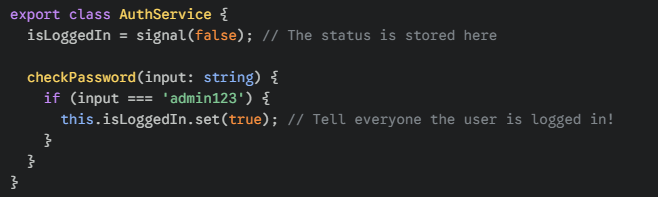 export class AuthService {
  isLoggedIn = signal(false); // The status is stored here

  checkPassword(input: string) {
    if (input === 'admin123') {
      this.isLoggedIn.set(true); // Tell everyone the user is logged in!
    }
  }
}